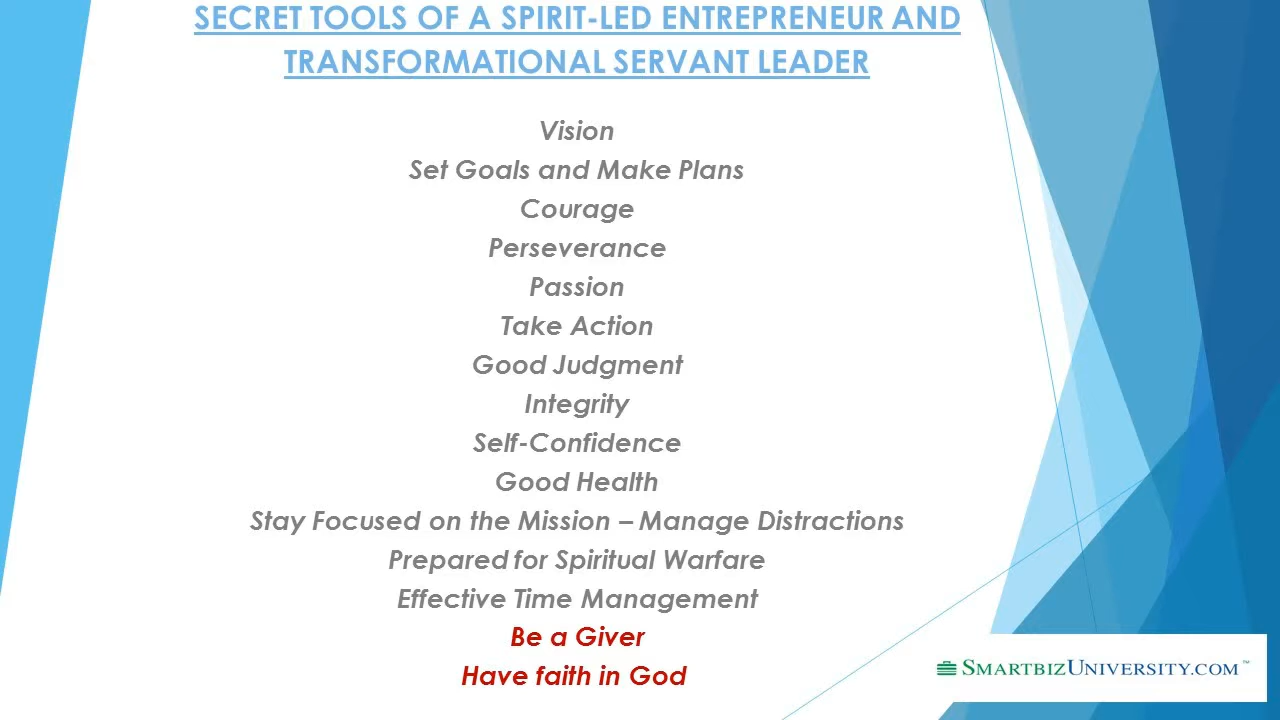 SECRET TOOLS OF A SPIRIT-LED ENTREPRENEUR AND
TRANSFORMATIONAL SERVANT LEADER
Vision
Set Goals and Make Plans
Courage
Perseverance
Passion
Take Action
Good Judgment
Integrity
Self-Confidence
Good Health
Stay Focused on the Mission – Manage Distractions
Prepared for Spiritual Warfare
Effective Time Management
Be a Giver
Have faith in God
SMARTBIZUNIVERSITY.COM™